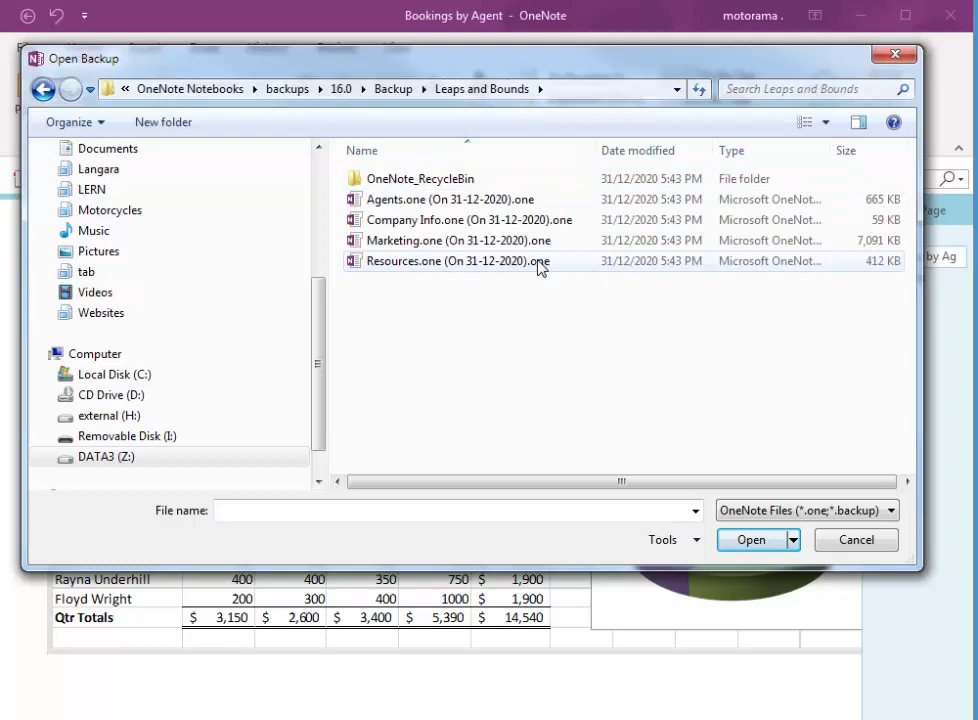 Bookings by Agent - OneNote
motorama .
Open Backup
« OneNote Notebooks backups 16.0 Backup Leaps and Bounds
Search Leaps and Bounds
Organize New folder
Name Date modified Type Size
Documents
Langara
LERN
Motorcycles
Music
Pictures
tab
Videos
Websites
Computer
Local Disk (C:)
CD Drive (D:)
external (H:)
Removable Disk (I:)
DATA3 (Z:)
OneNote_RecycleBin 31/12/2020 5:43 PM File folder
Agents.one (On 31-12-2020).one 31/12/2020 5:43 PM Microsoft OneNot... 665 KB
Company Info.one (On 31-12-2020).one 31/12/2020 5:43 PM Microsoft OneNot... 59 KB
Marketing.one (On 31-12-2020).one 31/12/2020 5:43 PM Microsoft OneNot... 7,091 KB
Resources.one (On 31-12-2020).one 31/12/2020 5:43 PM Microsoft OneNot... 412 KB
File name: OneNote Files (*.one;*.backup)
Tools Open Cancel
Page
by Ag
Rayna Underhill 400 400 350 750 $ 1,900
Floyd Wright 200 300 400 1000 $ 1,900
Qtr Totals $ 3,150 $ 2,600 $ 3,400 $ 5,390 $ 14,540